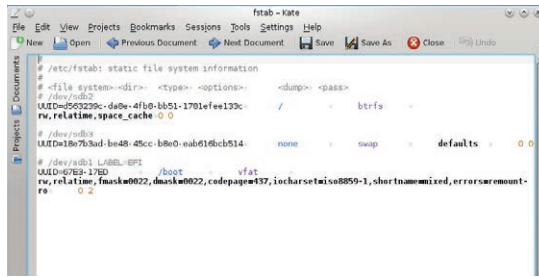 fstab – Kate
File Edit View Projects Bookmarks Sessions Tools Settings Help
New Open Previous Document Next Document Save Save As Close Undo
Documents
Projects
#
# /etc/fstab: static file system information
#
# <file system> <dir> <type> <options> <dump> <pass>
# /dev/sdb2
UUID=d563239c-da8e-4fb8-bb51-1781efee133c / btrfs
rw,relatime,space_cache 0 0
# /dev/sdb3
UUID=18e7b3ad-be48-45cc-b8e0-eab616bcb514 none swap defaults 0 0
# /dev/sdb1 LABEL=EFI
UUID=67E3-17ED /boot vfat
rw,relatime,fmask=0022,dmask=0022,codepage=437,iocharset=iso8859-1,shortname=mixed,errors=remount-
ro 0 2